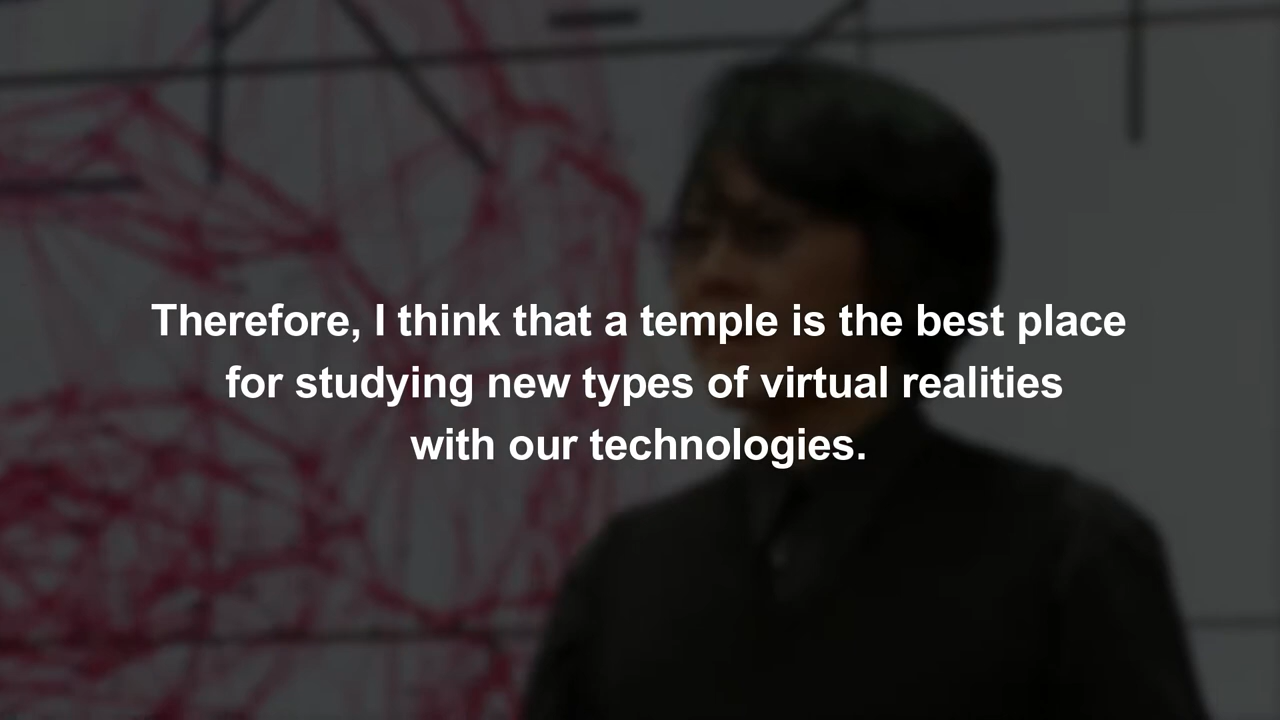 Therefore, I think that a temple is the best place
for studying new types of virtual realities
with our technologies.